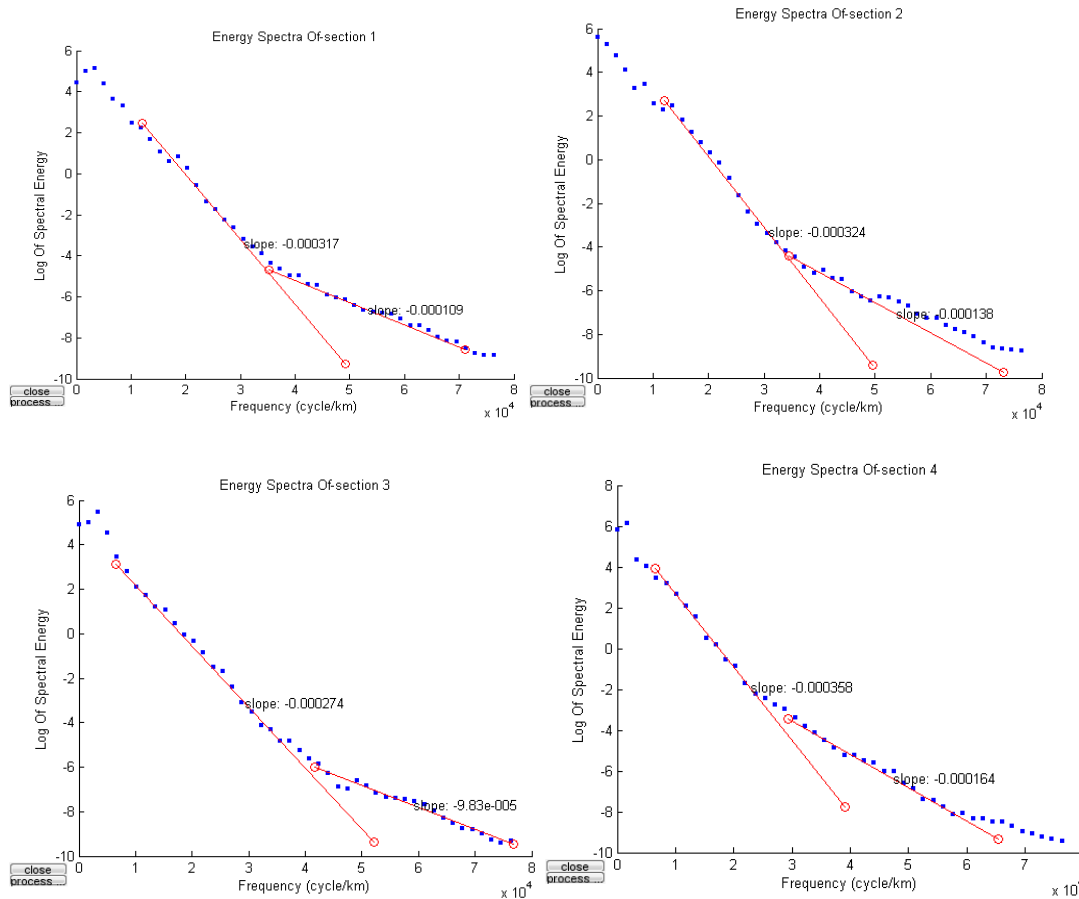 Energy Spectra Of-section 1
6
4
2
0
-2
-4
-6
-8
-10
Log Of Spectral Energy
slope: -0.000317
slope: -0.000109
0 1 2 3 4 5 6 7 8
x 10^4
Frequency (cycle/km)
close
process ...
Energy Spectra Of-section 2
6
4
2
0
-2
-4
-6
-8
-10
Log Of Spectral Energy
slope: -0.000324
slope: -0.000138
0 1 2 3 4 5 6 7 8
x 10^4
Frequency (cycle/km)
close
process ...
Energy Spectra Of-section 3
6
4
2
0
-2
-4
-6
-8
-10
Log Of Spectral Energy
slope: -0.000274
slope: -9.83e-005
0 1 2 3 4 5 6 7 8
x 10^4
Frequency (cycle/km)
close
process ...
Energy Spectra Of-section 4
8
6
4
2
0
-2
-4
-6
-8
-10
Log Of Spectral Energy
slope: -0.000358
slope: -0.000164
0 1 2 3 4 5 6 7
x 10
Frequency (cycle/km)
close
process ...